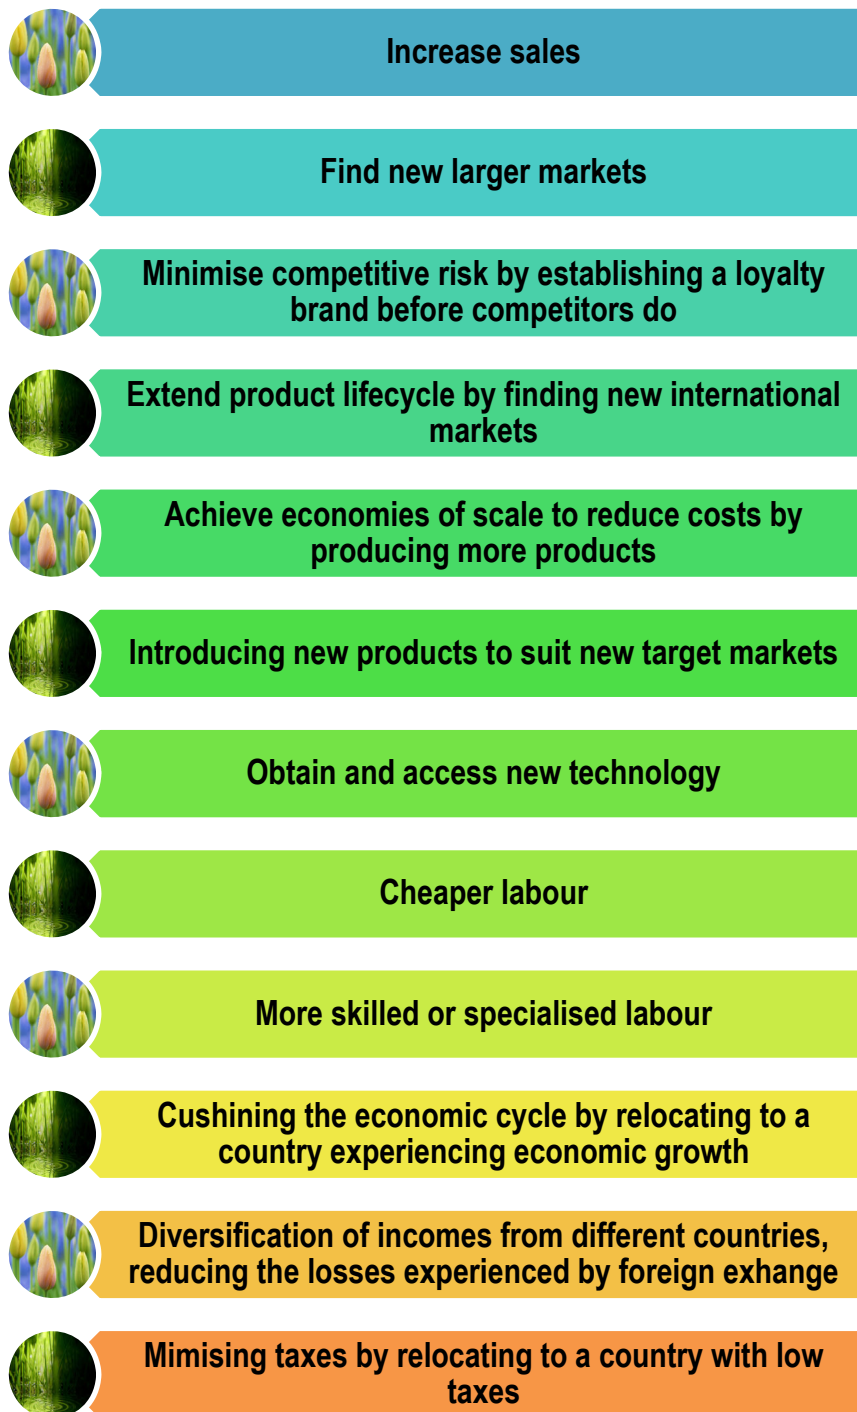 Increase sales
Find new larger markets
Minimise competitive risk by establishing a loyalty
brand before competitors do
Extend product lifecycle by finding new international
markets
Achieve economies of scale to reduce costs by
producing more products
Introducing new products to suit new target markets
Obtain and access new technology
Cheaper labour
More skilled or specialised labour
Cushining the economic cycle by relocating to a
country experiencing economic growth
Diversification of incomes from different countries,
reducing the losses experienced by foreign exhange
Mimising taxes by relocating to a country with low
taxes